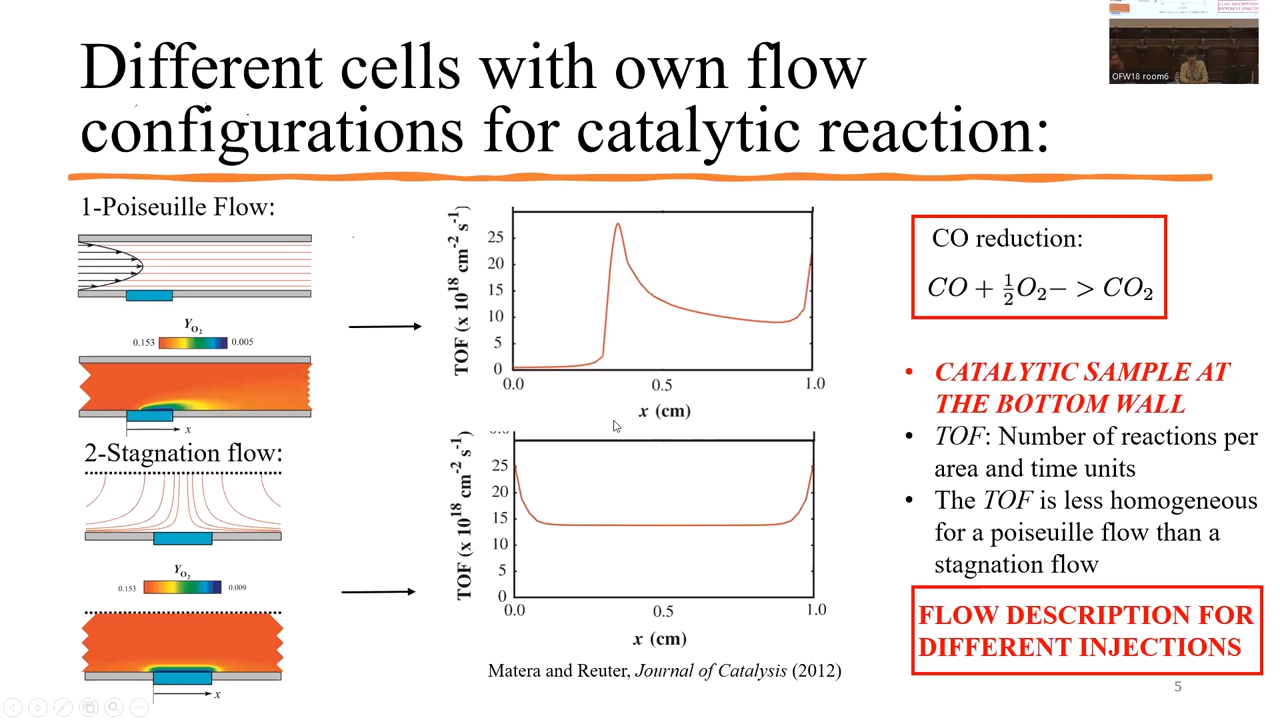 Different cells with own flow
configurations for catalytic reaction:
OFW18 room6
1-Poiseuille Flow:
Y_O₂
0.153
0.005
x
2-Stagnation flow:
Y_O₂
0.153
0.009
x
TOF (x 10¹⁸ cm⁻² s⁻¹)
25
20
15
10
5
0
0.0 0.5 1.0
x (cm)
TOF (x 10¹⁸ cm⁻² s⁻¹)
25
20
15
10
5
0
0.0 0.5 1.0
x (cm)
Matera and Reuter, Journal of Catalysis (2012)
CO reduction:
CO + 1/2 O₂− > CO₂
• CATALYTIC SAMPLE AT
THE BOTTOM WALL
• TOF: Number of reactions per
area and time units
• The TOF is less homogeneous
for a poiseuille flow than a
stagnation flow
FLOW DESCRIPTION FOR
DIFFERENT INJECTIONS
5